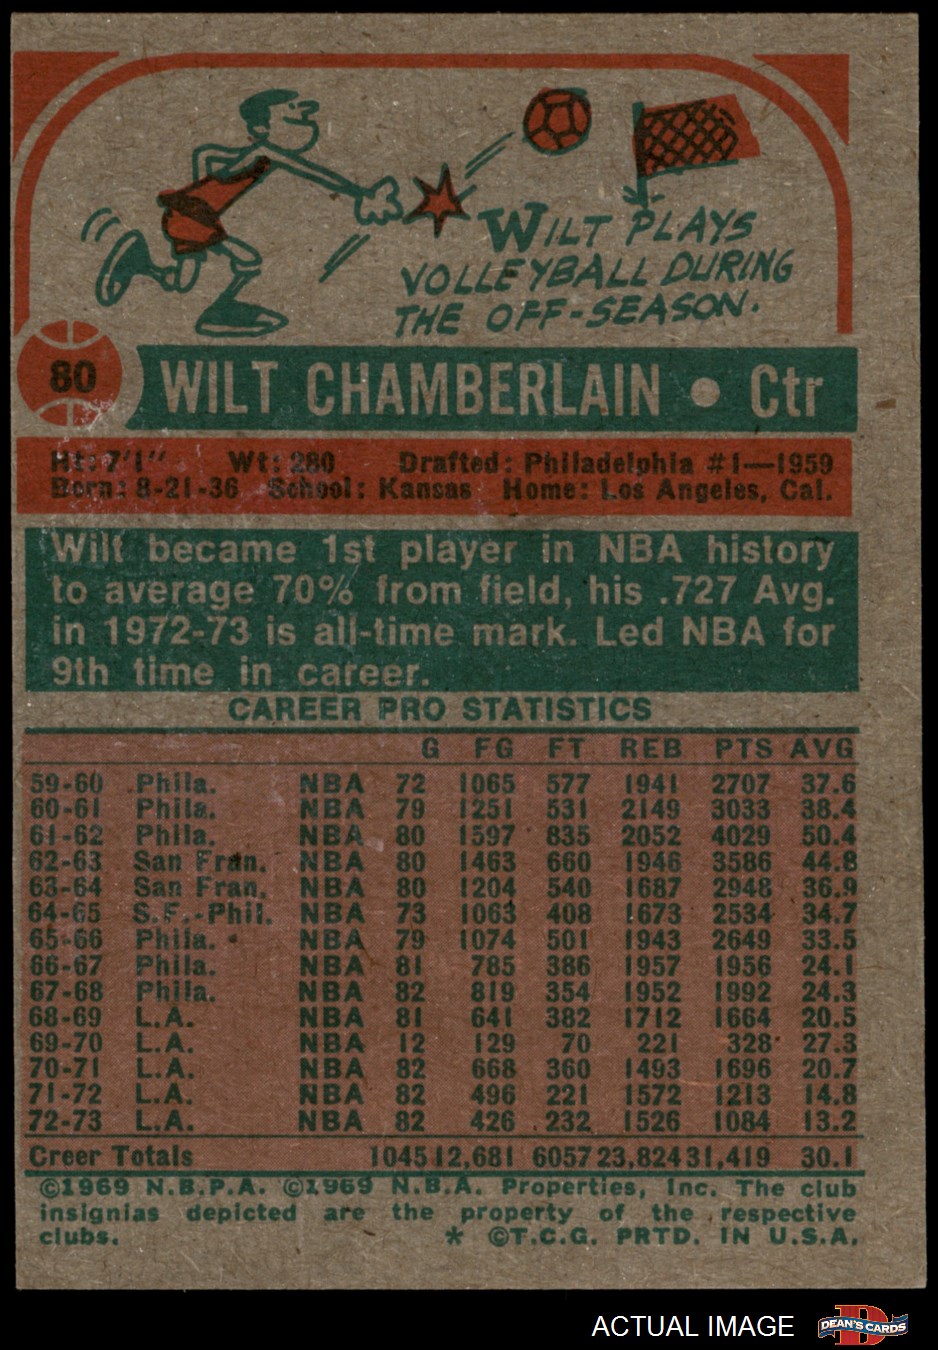 WILT PLAYS
VOLLEYBALL DURING
THE OFF-SEASON.
80
WILT CHAMBERLAIN • Ctr
Ht: 7'1" Wt: 280 Drafted: Philadelphia #1—1959
Born: 8-21-36 School: Kansas Home: Los Angeles, Cal.
Wilt became 1st player in NBA history
to average 70% from field, his .727 Avg.
in 1972-73 is all-time mark. Led NBA for
9th time in career.
CAREER PRO STATISTICS
G FG FT REB PTS AVG
59-60 Phila. NBA 72 1065 577 1941 2707 37.6
60-61 Phila. NBA 79 1251 531 2149 3033 38.4
61-62 Phila. NBA 80 1597 835 2052 4029 50.4
62-63 San Fran. NBA 80 1463 660 1946 3586 44.8
63-64 San Fran. NBA 80 1204 540 1687 2948 36.9
64-65 S.F.-Phil. NBA 73 1063 408 1673 2534 34.7
65-66 Phila. NBA 79 1074 501 1943 2649 33.5
66-67 Phila. NBA 81 785 386 1957 1956 24.1
67-68 Phila. NBA 82 819 354 1952 1992 24.3
68-69 L.A. NBA 81 641 382 1712 1664 20.5
69-70 L.A. NBA 12 129 70 221 328 27.3
70-71 L.A. NBA 82 668 360 1493 1696 20.7
71-72 L.A. NBA 82 496 221 1572 1213 14.8
72-73 L.A. NBA 82 426 232 1526 1084 13.2
Creer Totals 1045 12,681 6057 23,824 31,419 30.1
©1969 N.B.P.A. ©1969 N.B.A. Properties, Inc. The club
insignias depicted are the property of the respective
clubs. * ©T.C.G. PRTD. IN U.S.A.
ACTUAL IMAGE D DEAN'S CARDS